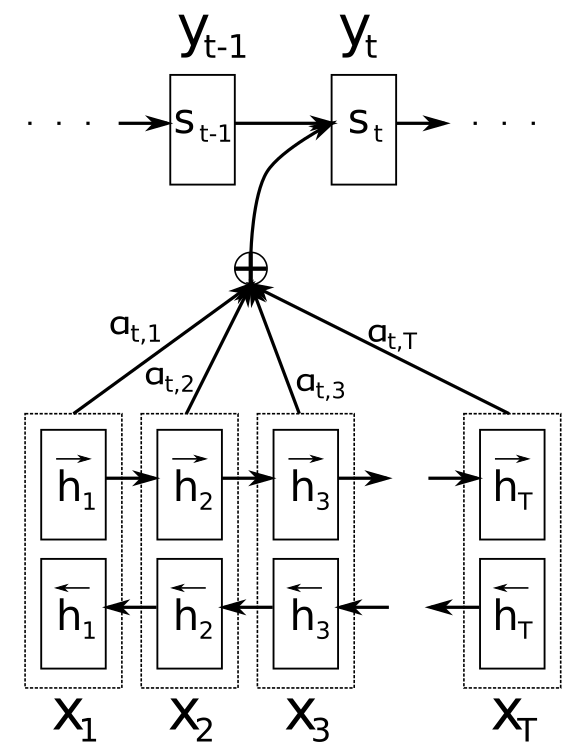 y_{t-1} y_t
. . . s_{t-1} s_t . . .
a_{t,1} a_{t,2} a_{t,3} a_{t,T}
\overrightarrow{h}_1 \overrightarrow{h}_2 \overrightarrow{h}_3 \overrightarrow{h}_T
\overleftarrow{h}_1 \overleftarrow{h}_2 \overleftarrow{h}_3 \overleftarrow{h}_T
x_1 x_2 x_3 x_T